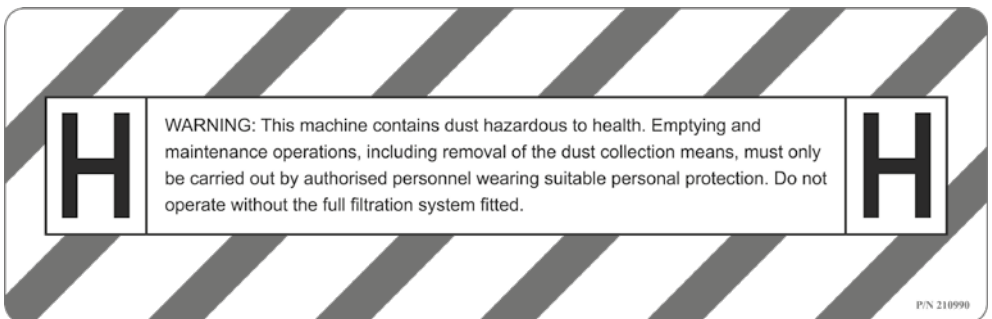 H
WARNING: This machine contains dust hazardous to health. Emptying and
maintenance operations, including removal of the dust collection means, must only
be carried out by authorised personnel wearing suitable personal protection. Do not
operate without the full filtration system fitted.
H
P/N 210990